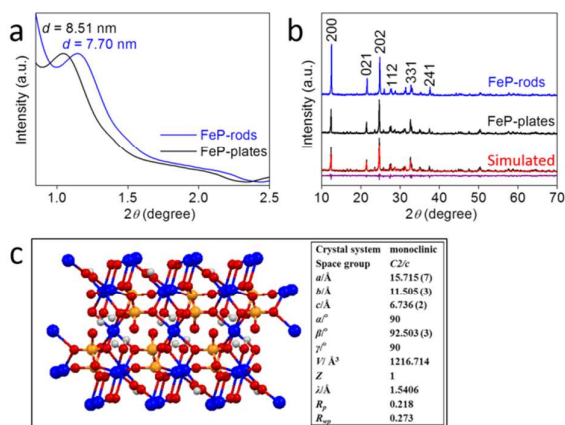 a
d = 8.51 nm
d = 7.70 nm
Intensity (a.u.)
FeP-rods
FeP-plates
1.0 1.5 2.0 2.5
2θ (degree)
b
200
021
202
112
331
241
Intensity (a.u.)
FeP-rods
FeP-plates
Simulated
10 20 30 40 50 60 70
2θ (degree)
c
Crystal system monoclinic
Space group C2/c
a/Å 15.715 (7)
b/Å 11.505 (3)
c/Å 6.736 (2)
α/° 90
β/° 92.503 (3)
γ/° 90
V/ Å³ 1216.714
Z 1
λ/Å 1.5406
Rp 0.218
Rwp 0.273